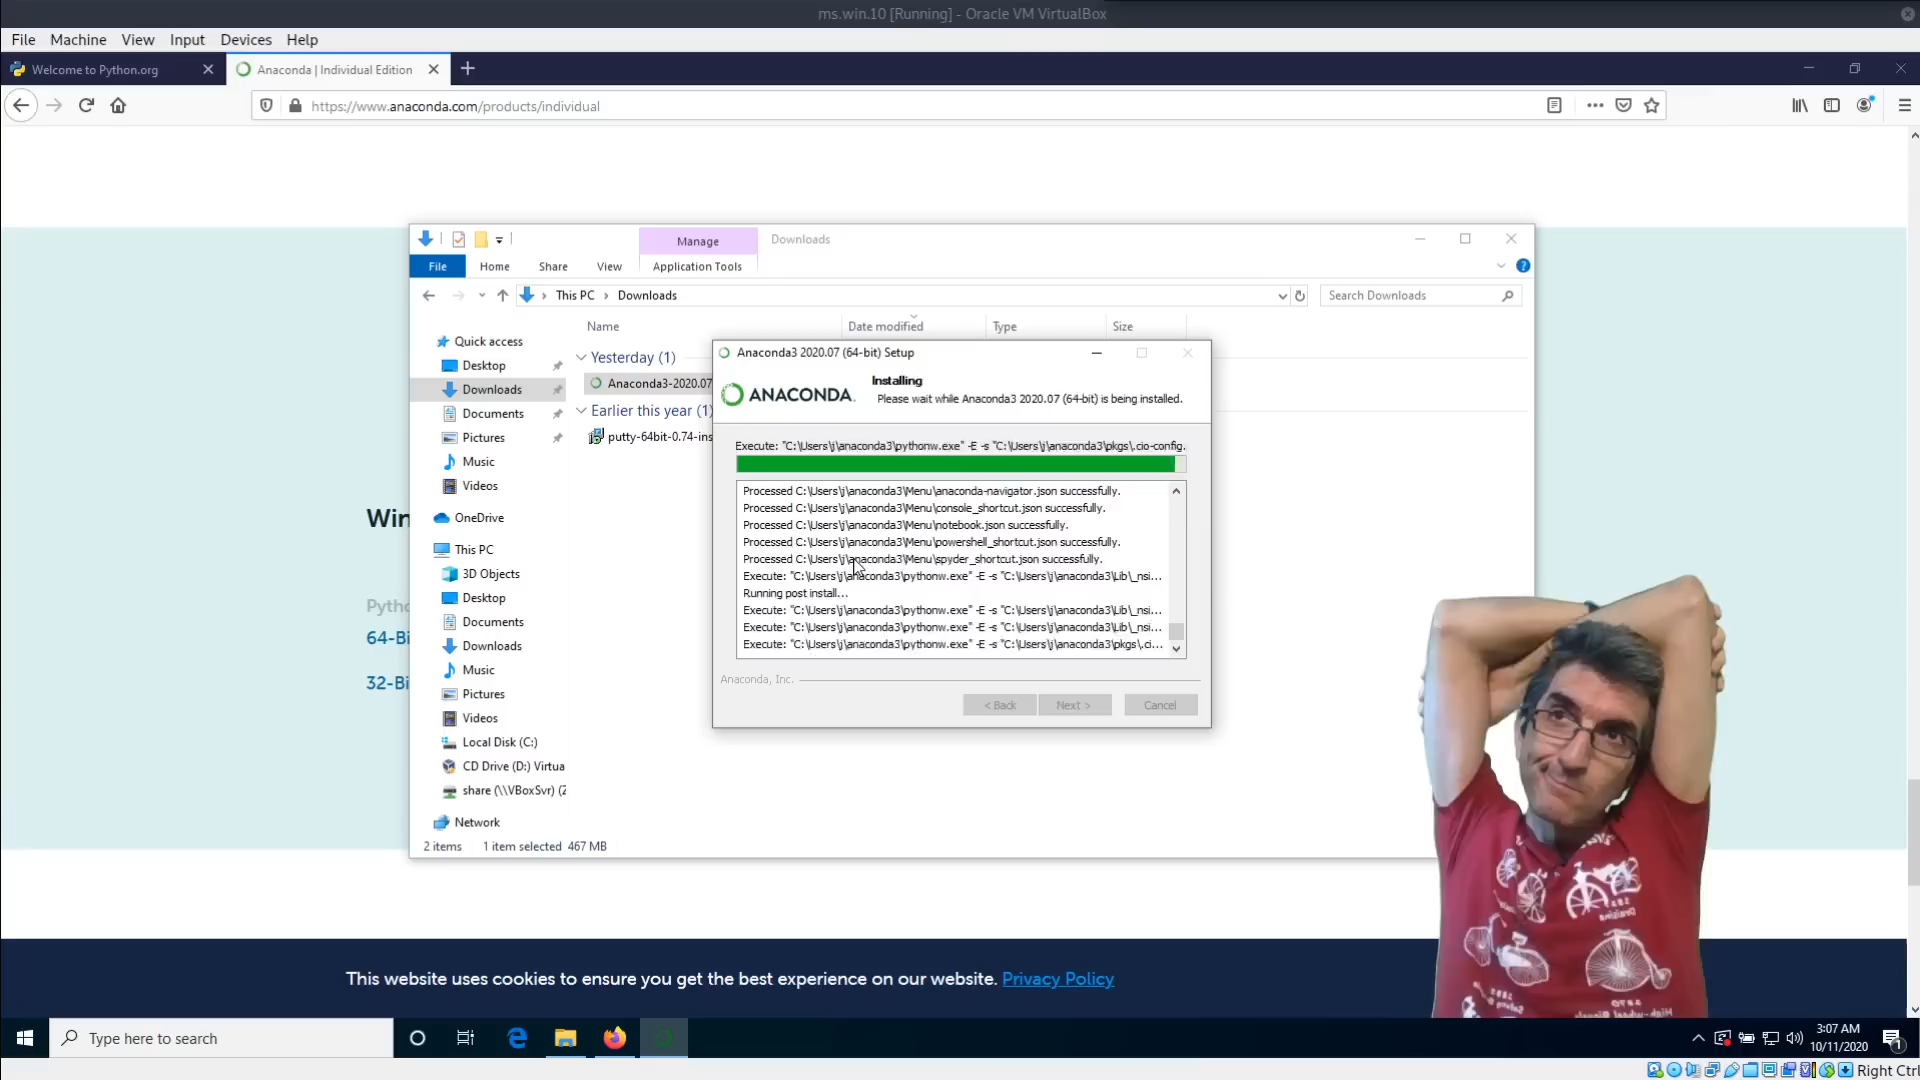 ms.win.10 [Running] - Oracle VM VirtualBox
File Machine View Input Devices Help
Welcome to Python.org
Anaconda | Individual Edition
https://www.anaconda.com/products/individual
Manage
Downloads
File Home Share View Application Tools
This PC > Downloads
Search Downloads
Name Date modified Type Size
Quick access
Desktop
Downloads
Documents
Pictures
Music
Videos
OneDrive
This PC
3D Objects
Desktop
Documents
Downloads
Music
Pictures
Videos
Local Disk (C:)
CD Drive (D:) Virtua
share (\\VBoxSvr) (Z
Network
Yesterday (1)
Anaconda3-2020.07
Earlier this year (1)
putty-64bit-0.74-ins
2 items 1 item selected 467 MB
Anaconda3 2020.07 (64-bit) Setup
ANACONDA.
Installing
Please wait while Anaconda3 2020.07 (64-bit) is being installed.
Execute: "C:\Users\j\anaconda3\pythonw.exe" -E -s "C:\Users\j\anaconda3\pkgs\.cio-config.
Processed C:\Users\j\anaconda3\Menu\anaconda-navigator.json successfully.
Processed C:\Users\j\anaconda3\Menu\console_shortcut.json successfully.
Processed C:\Users\j\anaconda3\Menu\notebook.json successfully.
Processed C:\Users\j\anaconda3\Menu\powershell_shortcut.json successfully.
Processed C:\Users\j\anaconda3\Menu\spyder_shortcut.json successfully.
Execute: "C:\Users\j\anaconda3\pythonw.exe" -E -s "C:\Users\j\anaconda3\Lib\_nsi...
Running post install...
Execute: "C:\Users\j\anaconda3\pythonw.exe" -E -s "C:\Users\j\anaconda3\Lib\_nsi...
Execute: "C:\Users\j\anaconda3\pythonw.exe" -E -s "C:\Users\j\anaconda3\Lib\_nsi...
Execute: "C:\Users\j\anaconda3\pythonw.exe" -E -s "C:\Users\j\anaconda3\pkgs\.ci...
Anaconda, Inc.
< Back Next > Cancel
Win
Pytho
64-Bi
32-Bi
This website uses cookies to ensure you get the best experience on our website. Privacy Policy
Type here to search
3:07 AM
10/11/2020
1
Right Ctrl